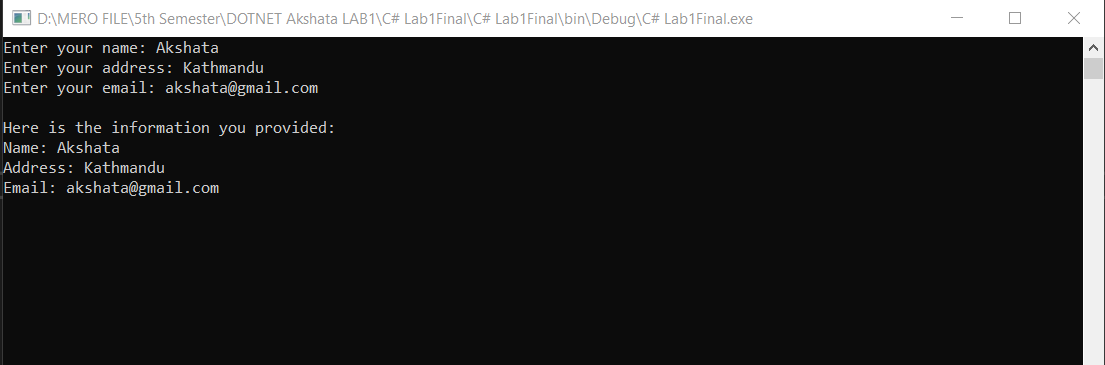 D:\MERO FILE\5th Semester\DOTNET Akshata LAB1\C# Lab1Final\C# Lab1Final\bin\Debug\C# Lab1Final.exe
Enter your name: Akshata
Enter your address: Kathmandu
Enter your email: akshata@gmail.com
Here is the information you provided:
Name: Akshata
Address: Kathmandu
Email: akshata@gmail.com